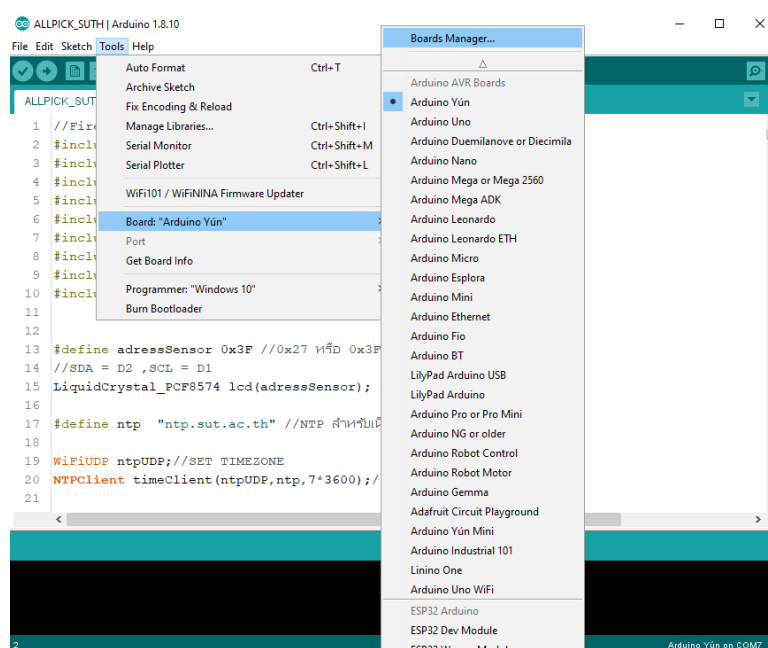 ALLPICK_SUTH | Arduino 1.8.10
File Edit Sketch Tools Help
Auto Format Ctrl+T
Archive Sketch
Fix Encoding & Reload
Manage Libraries... Ctrl+Shift+I
Serial Monitor Ctrl+Shift+M
Serial Plotter Ctrl+Shift+L
WiFi101 / WiFiNINA Firmware Updater
Board: "Arduino Yún"
Port
Get Board Info
Programmer: "Windows 10"
Burn Bootloader
Boards Manager...
Arduino AVR Boards
Arduino Yún
Arduino Uno
Arduino Duemilanove or Diecimila
Arduino Nano
Arduino Mega or Mega 2560
Arduino Mega ADK
Arduino Leonardo
Arduino Leonardo ETH
Arduino Micro
Arduino Esplora
Arduino Mini
Arduino Ethernet
Arduino Fio
Arduino BT
LilyPad Arduino USB
LilyPad Arduino
Arduino Pro or Pro Mini
Arduino NG or older
Arduino Robot Control
Arduino Robot Motor
Arduino Gemma
Adafruit Circuit Playground
Arduino Yún Mini
Arduino Industrial 101
Linino One
Arduino Uno WiFi
ESP32 Arduino
ESP32 Dev Module
ALLPICK_SUT
1 //Fir
2 #inclu
3 #inclu
4 #inclu
5 #inclu
6 #inclu
7 #inclu
8 #inclu
9 #inclu
10 #inclu
11
12
13 #define adressSensor 0x3F //0x27 หรือ 0x3F
14 //SDA = D2 ,SCL = D1
15 LiquidCrystal_PCF8574 lcd(adressSensor);
16
17 #define ntp "ntp.sut.ac.th" //NTP สำหรับเน็
18
19 WiFiUDP ntpUDP;//SET TIMEZONE
20 NTPClient timeClient(ntpUDP,ntp,7*3600);/
21
2
Arduino Yún on COM7